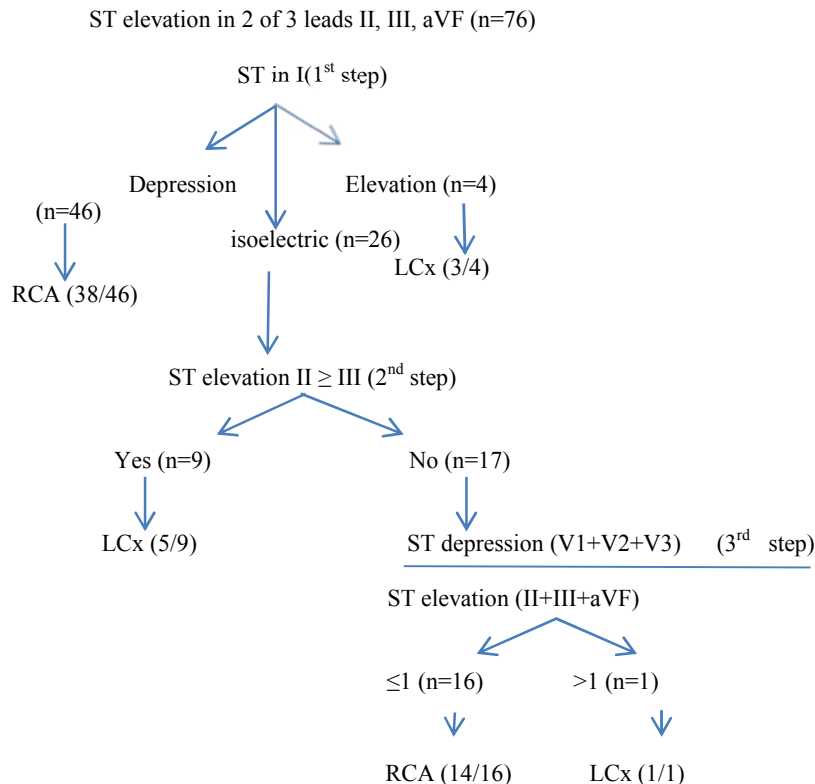 ST elevation in 2 of 3 leads II, III, aVF (n=76)
ST in I(1st step)
Depression
Elevation (n=4)
(n=46)
isoelectric (n=26)
LCx (3/4)
RCA (38/46)
ST elevation II ≥ III (2nd step)
Yes (n=9)
No (n=17)
LCx (5/9)
ST depression (V1+V2+V3) (3rd step)
ST elevation (II+III+aVF)
≤1 (n=16)
>1 (n=1)
RCA (14/16)
LCx (1/1)